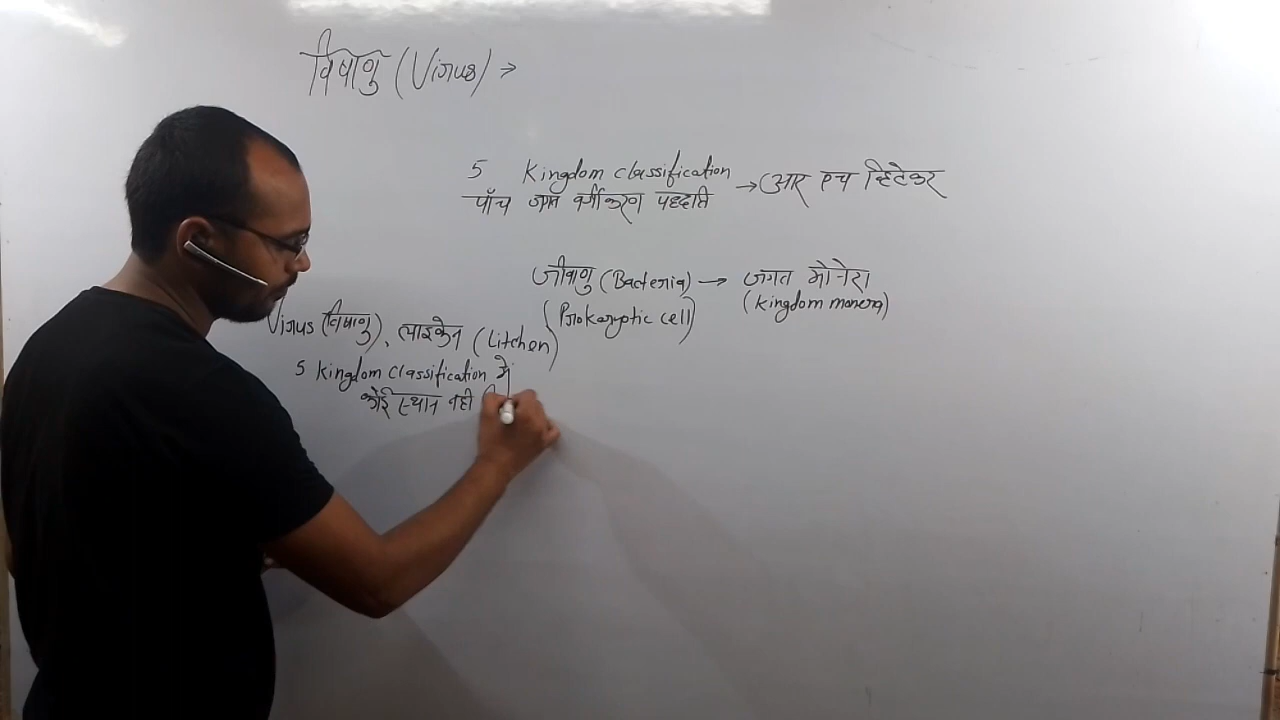 विषाणु (Virus) →
5 Kingdom classification
पाँच जगत वर्गीकरण पद्धति → आर एच व्हिटेकर
जीवाणु (Bacteria) → जगत मोनेरा
(Prokaryotic cell) (Kingdom monera)
Virus (विषाणु), लाइकेन (Litchen)
5 Kingdom classification में
कोई स्थान नही